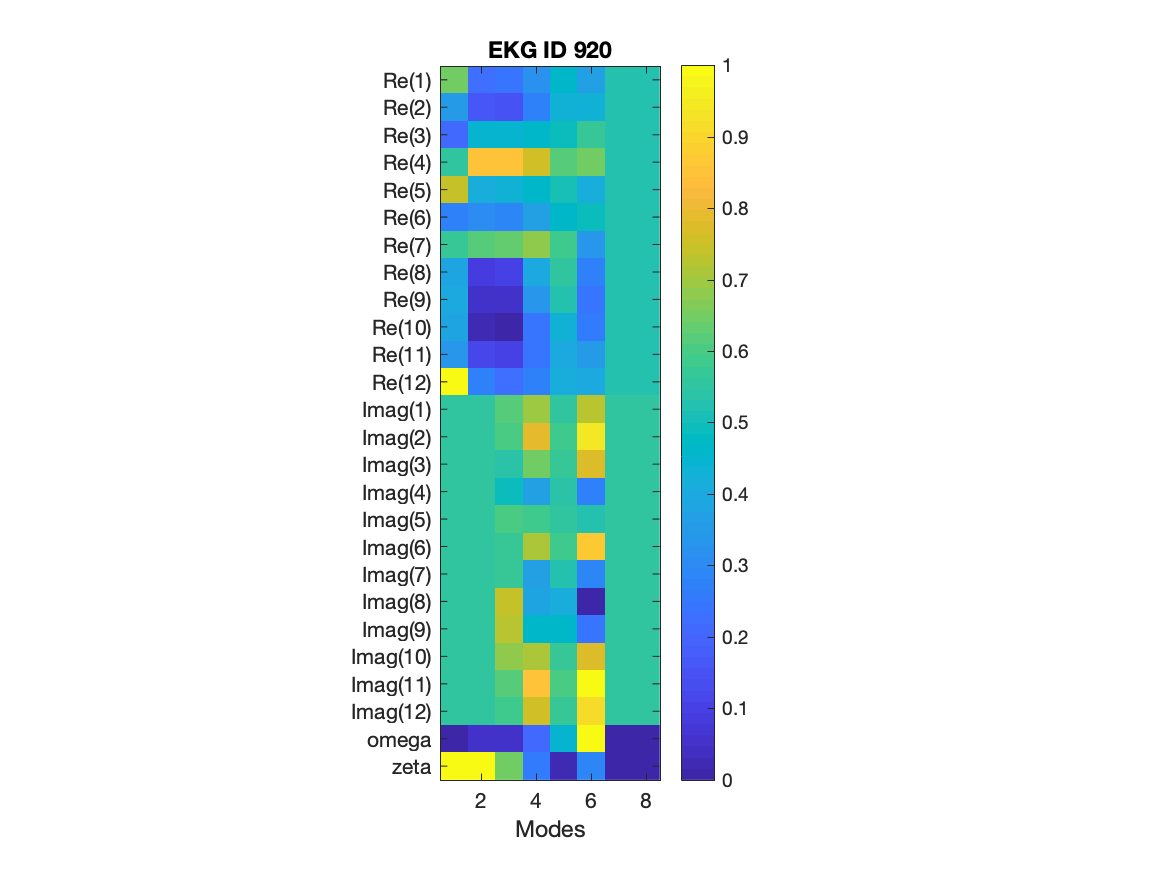 EKG ID 920
Re(1)
Re(2)
Re(3)
Re(4)
Re(5)
Re(6)
Re(7)
Re(8)
Re(9)
Re(10)
Re(11)
Re(12)
Imag(1)
Imag(2)
Imag(3)
Imag(4)
Imag(5)
Imag(6)
Imag(7)
Imag(8)
Imag(9)
Imag(10)
Imag(11)
Imag(12)
omega
zeta
2 4 6 8
Modes
1
0.9
0.8
0.7
0.6
0.5
0.4
0.3
0.2
0.1
0